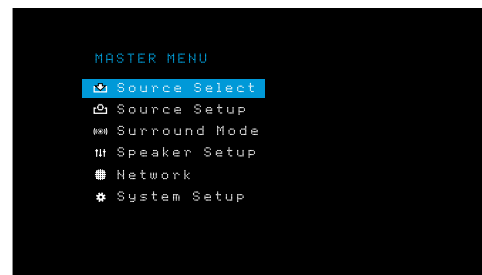 MASTER MENU
Source Select
Source Setup
Surround Mode
Speaker Setup
Network
System Setup